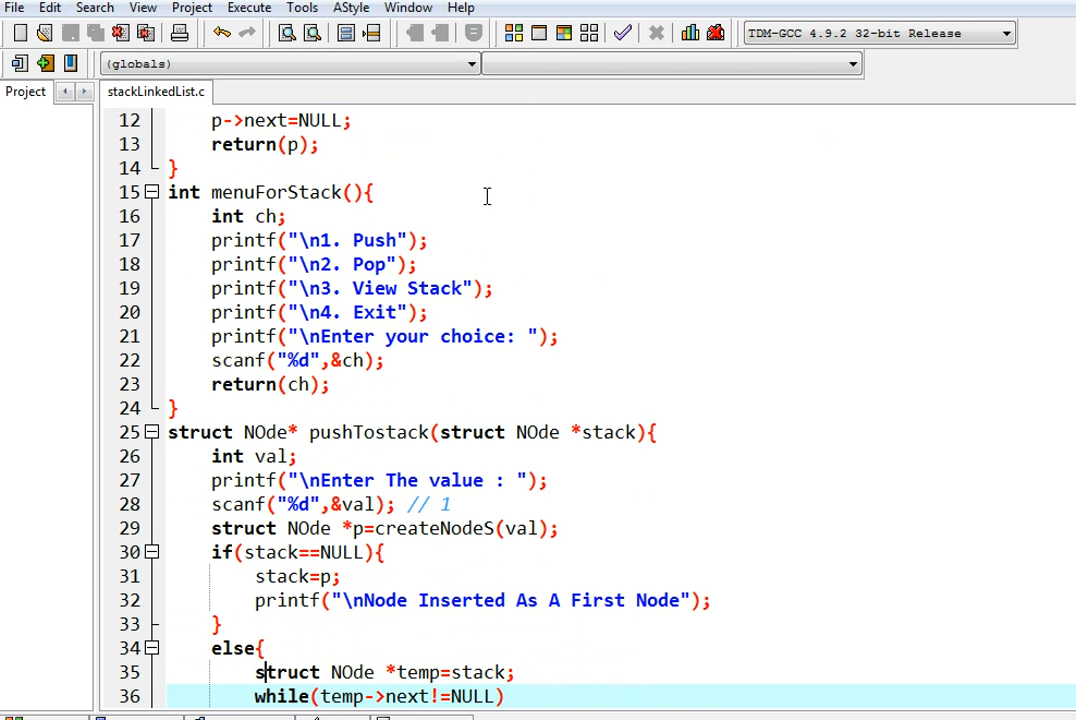 File Edit Search View Project Execute Tools AStyle Window Help
TDM-GCC 4.9.2 32-bit Release
(globals)
Project stackLinkedList.c
12 p->next=NULL;
13 return(p);
14 }
15 int menuForStack(){
16 int ch;
17 printf("\n1. Push");
18 printf("\n2. Pop");
19 printf("\n3. View Stack");
20 printf("\n4. Exit");
21 printf("\nEnter your choice: ");
22 scanf("%d",&ch);
23 return(ch);
24 }
25 struct NOde* pushTostack(struct NOde *stack){
26 int val;
27 printf("\nEnter The value : ");
28 scanf("%d",&val); // 1
29 struct NOde *p=createNodeS(val);
30 if(stack==NULL){
31 stack=p;
32 printf("\nNode Inserted As A First Node");
33 }
34 else{
35 struct NOde *temp=stack;
36 while(temp->next!=NULL)